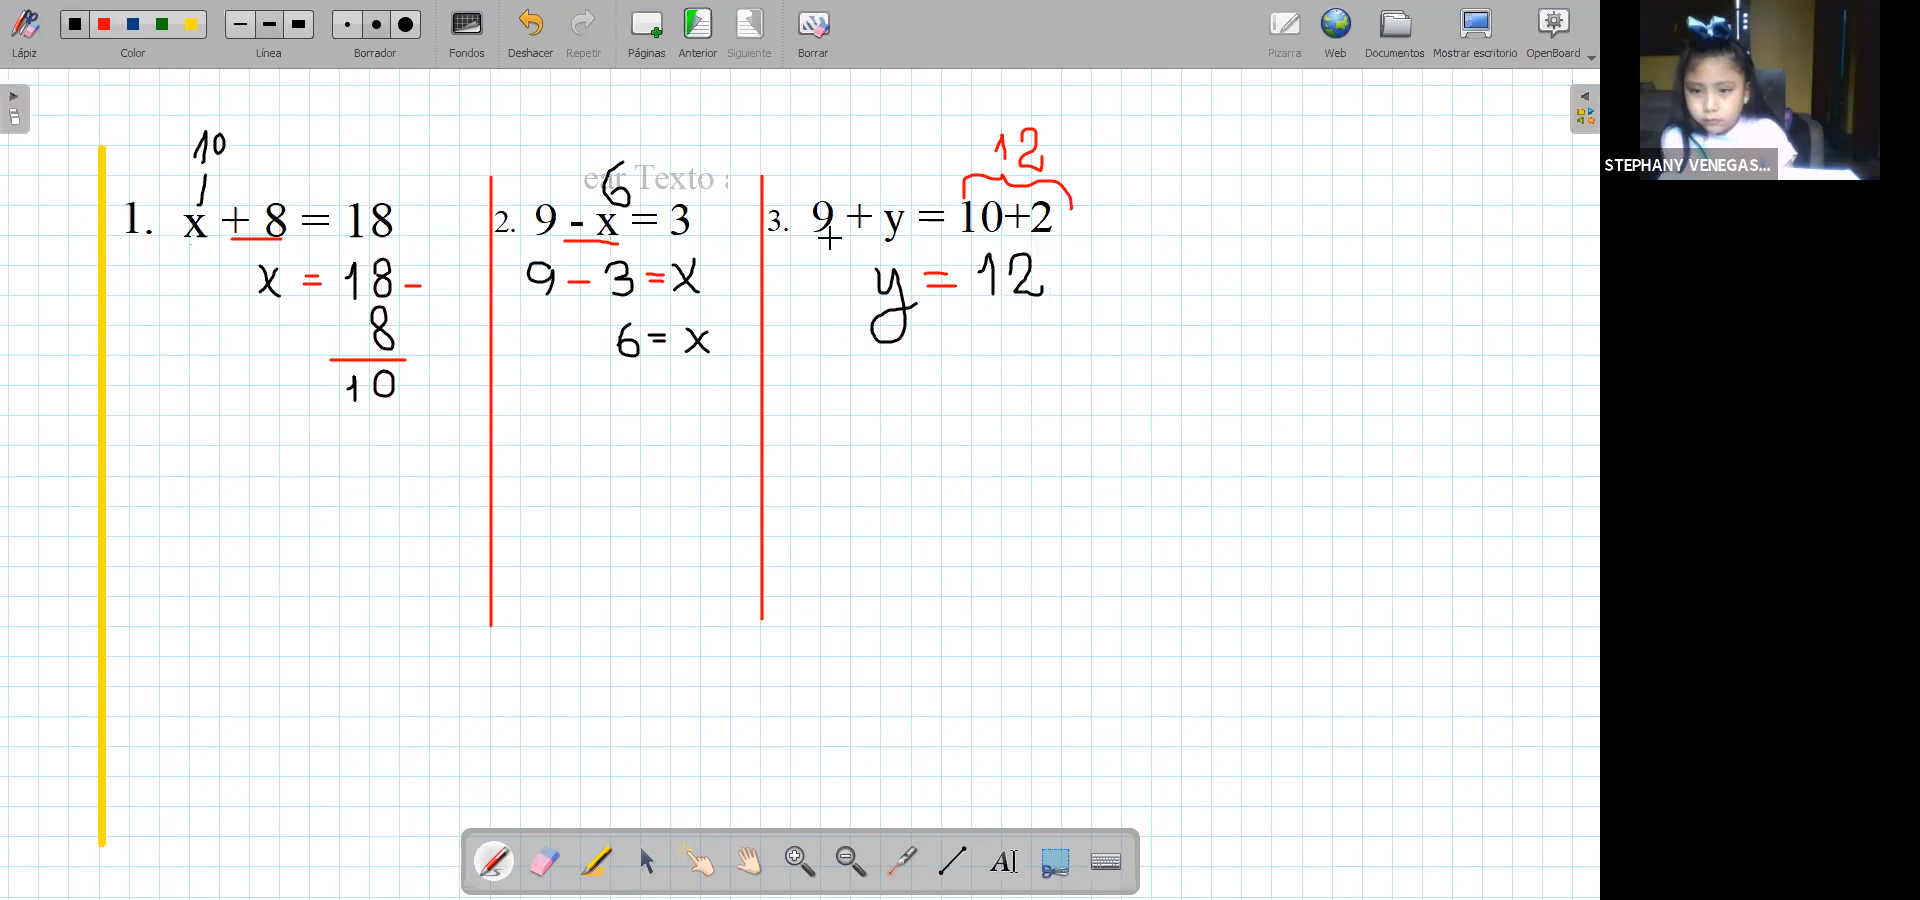 Lápiz
Color
Línea
Borrador
Fondos
Deshacer
Repetir
Páginas
Anterior
Siguiente
Borrar
Pizarra
Web
Documentos
Mostrar escritorio
OpenBoard
STEPHANY VENEGAS...
10
1. x + 8 = 18
x = 18 -
8
10
ear Texto a
6
2. 9 - x = 3
9 - 3 = x
6 = x
12
3. 9 + y = 10+2
y = 12